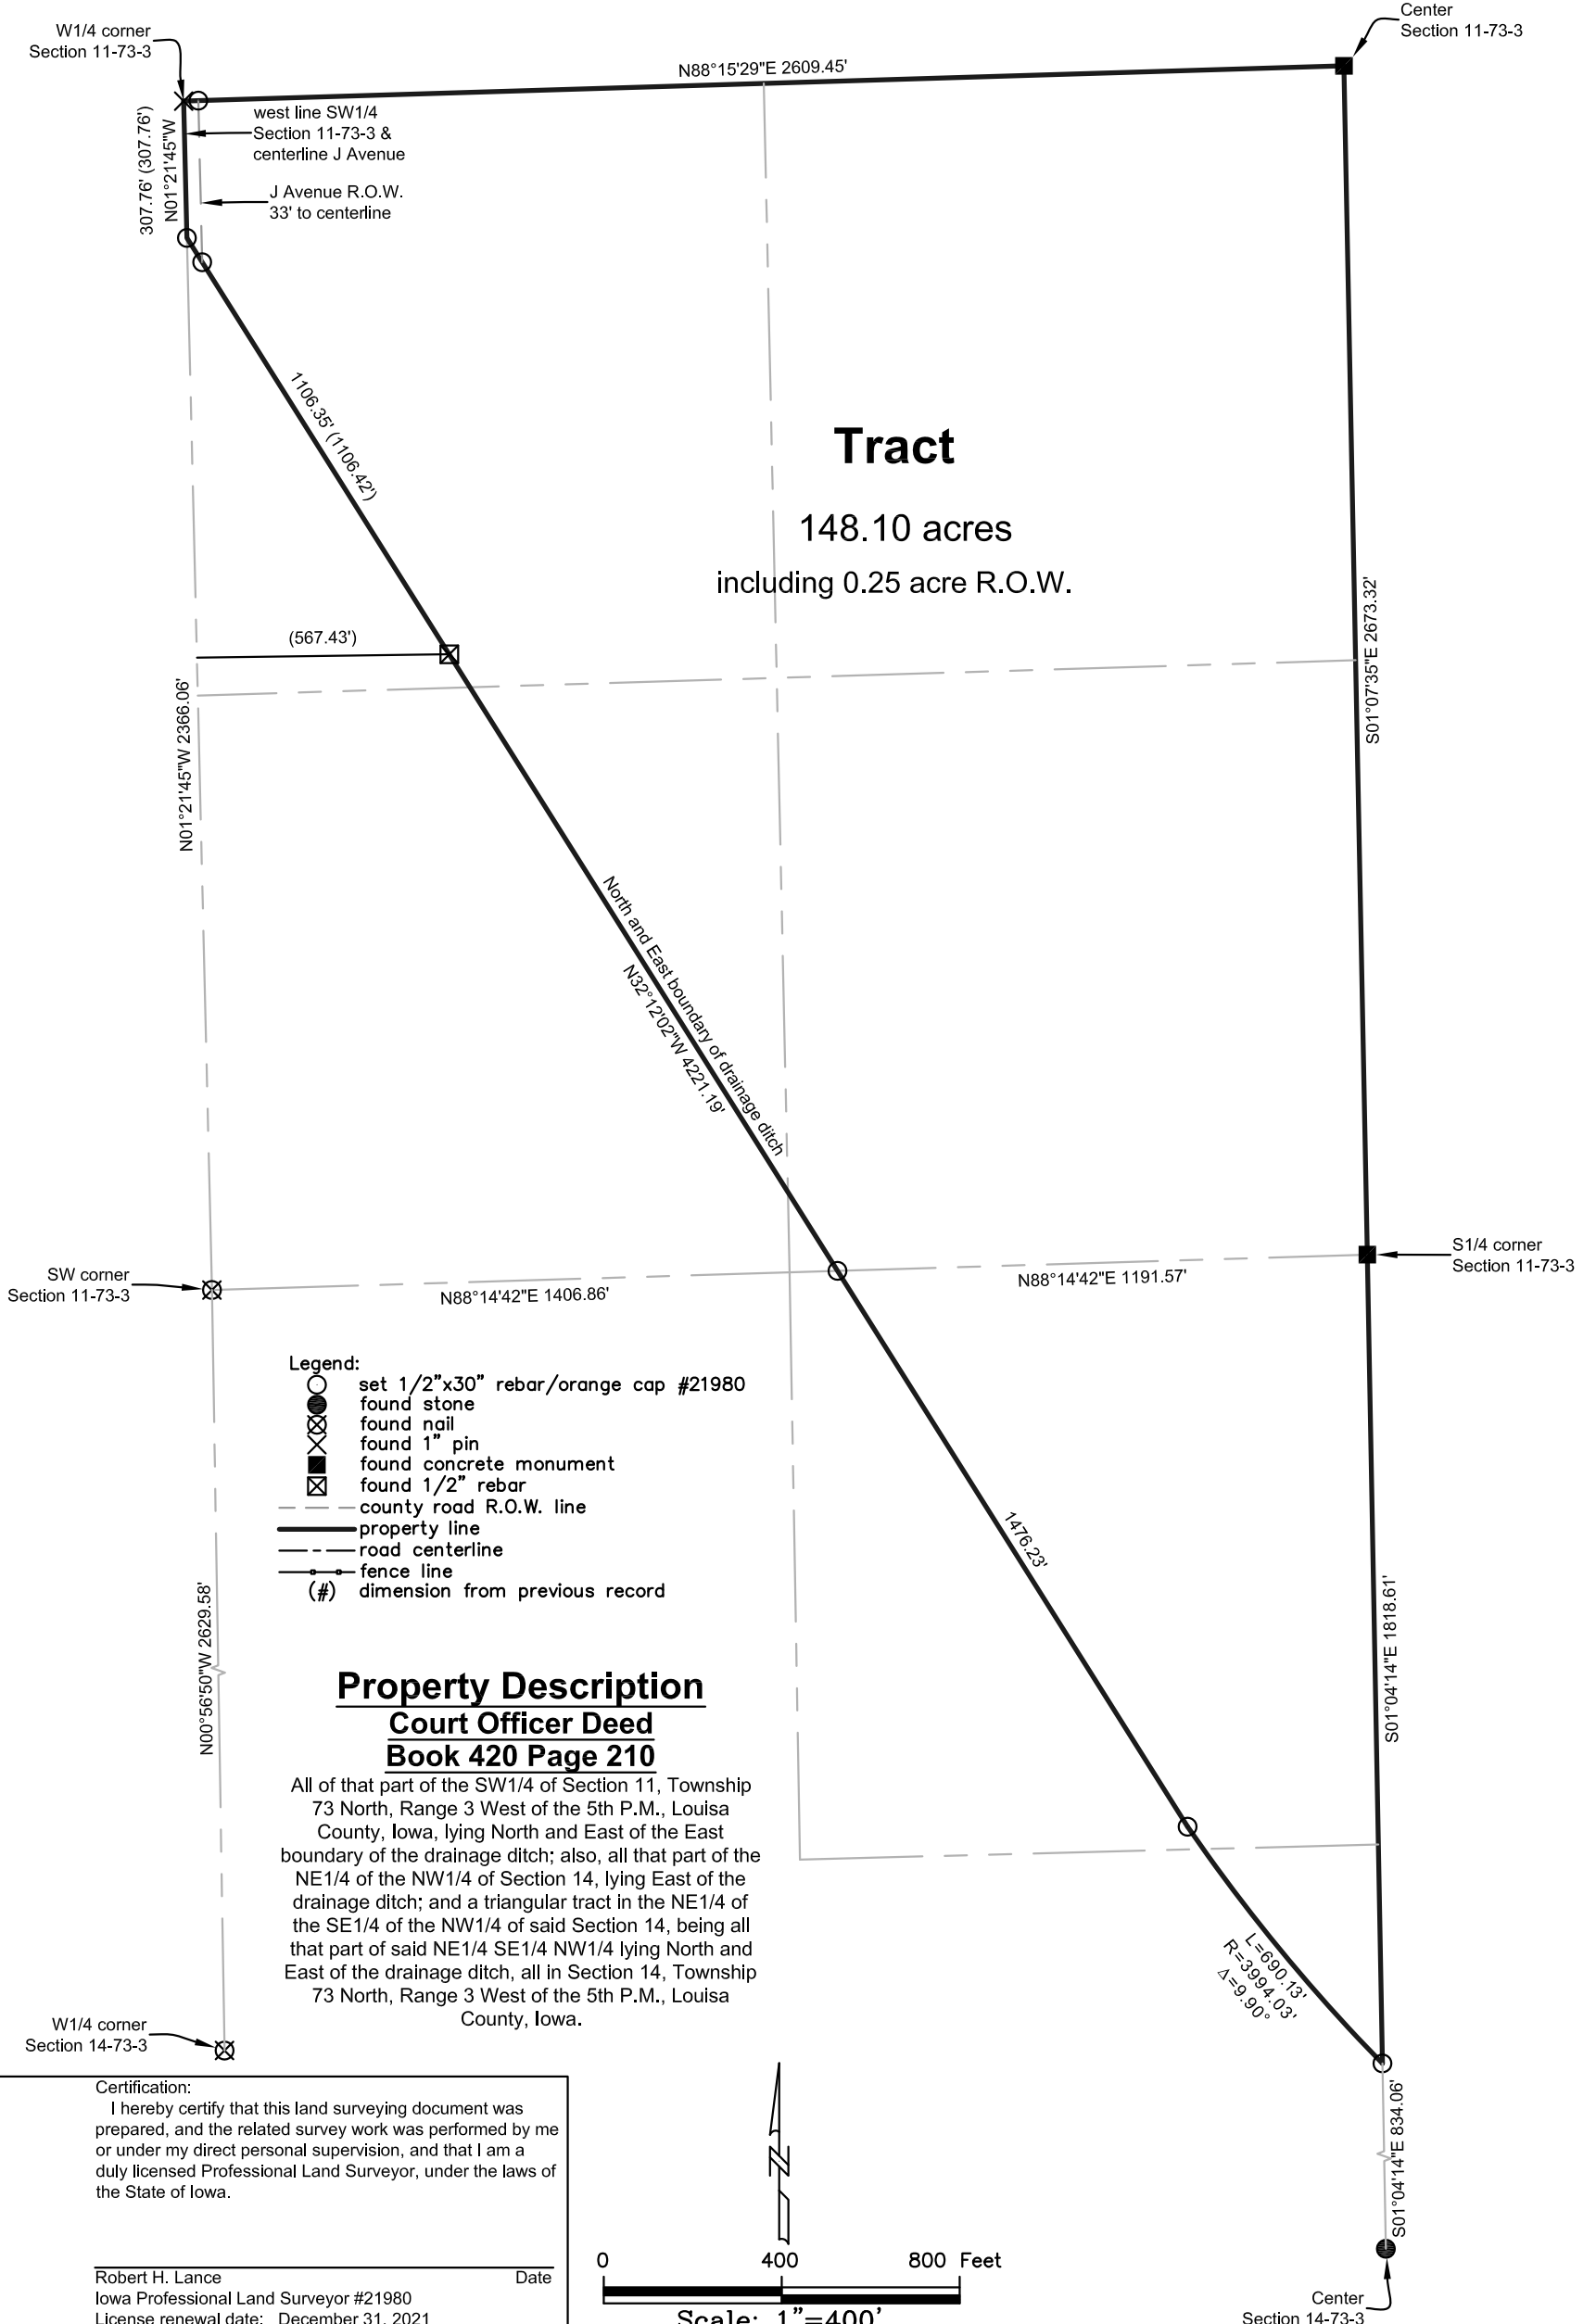 W1/4 corner
Section 11-73-3
Center
Section 11-73-3
N88°15'29"E 2609.45'
west line SW1/4
Section 11-73-3 &
centerline J Avenue
307.76' (307.76')
N01°21'45"W
J Avenue R.O.W.
33' to centerline
1106.35' (1106.42')
Tract
148.10 acres
including 0.25 acre R.O.W.
(567.43')
S01°07'35"E 2673.32'
N01°21'45"W 2366.06'
North and East boundary of drainage ditch
N32°12'02"W 4221.19'
S1/4 corner
Section 11-73-3
SW corner
Section 11-73-3
N88°14'42"E 1406.86'
N88°14'42"E 1191.57'
Legend:
set 1/2"x30" rebar/orange cap #21980
found stone
found nail
found 1" pin
found concrete monument
found 1/2" rebar
county road R.O.W. line
property line
road centerline
fence line
(#) dimension from previous record
1476.23'
N00°56'50"W 2629.58'
S01°04'14"E 1818.61'
Property Description
Court Officer Deed
Book 420 Page 210
All of that part of the SW1/4 of Section 11, Township
73 North, Range 3 West of the 5th P.M., Louisa
County, Iowa, lying North and East of the East
boundary of the drainage ditch; also, all that part of the
NE1/4 of the NW1/4 of Section 14, lying East of the
drainage ditch; and a triangular tract in the NE1/4 of
the SE1/4 of the NW1/4 of said Section 14, being all
that part of said NE1/4 SE1/4 NW1/4 lying North and
East of the drainage ditch, all in Section 14, Township
73 North, Range 3 West of the 5th P.M., Louisa
County, Iowa.
L=690.13'
R=3994.03'
Δ=9.90°
W1/4 corner
Section 14-73-3
Certification:
I hereby certify that this land surveying document was
prepared, and the related survey work was performed by me
or under my direct personal supervision, and that I am a
duly licensed Professional Land Surveyor, under the laws of
the State of Iowa.
Robert H. Lance Date
Iowa Professional Land Surveyor #21980
License renewal date: December 31, 2021
N
0 400 800 Feet
Scale: 1"=400'
S01°04'14"E 834.06'
Center
Section 14-73-3